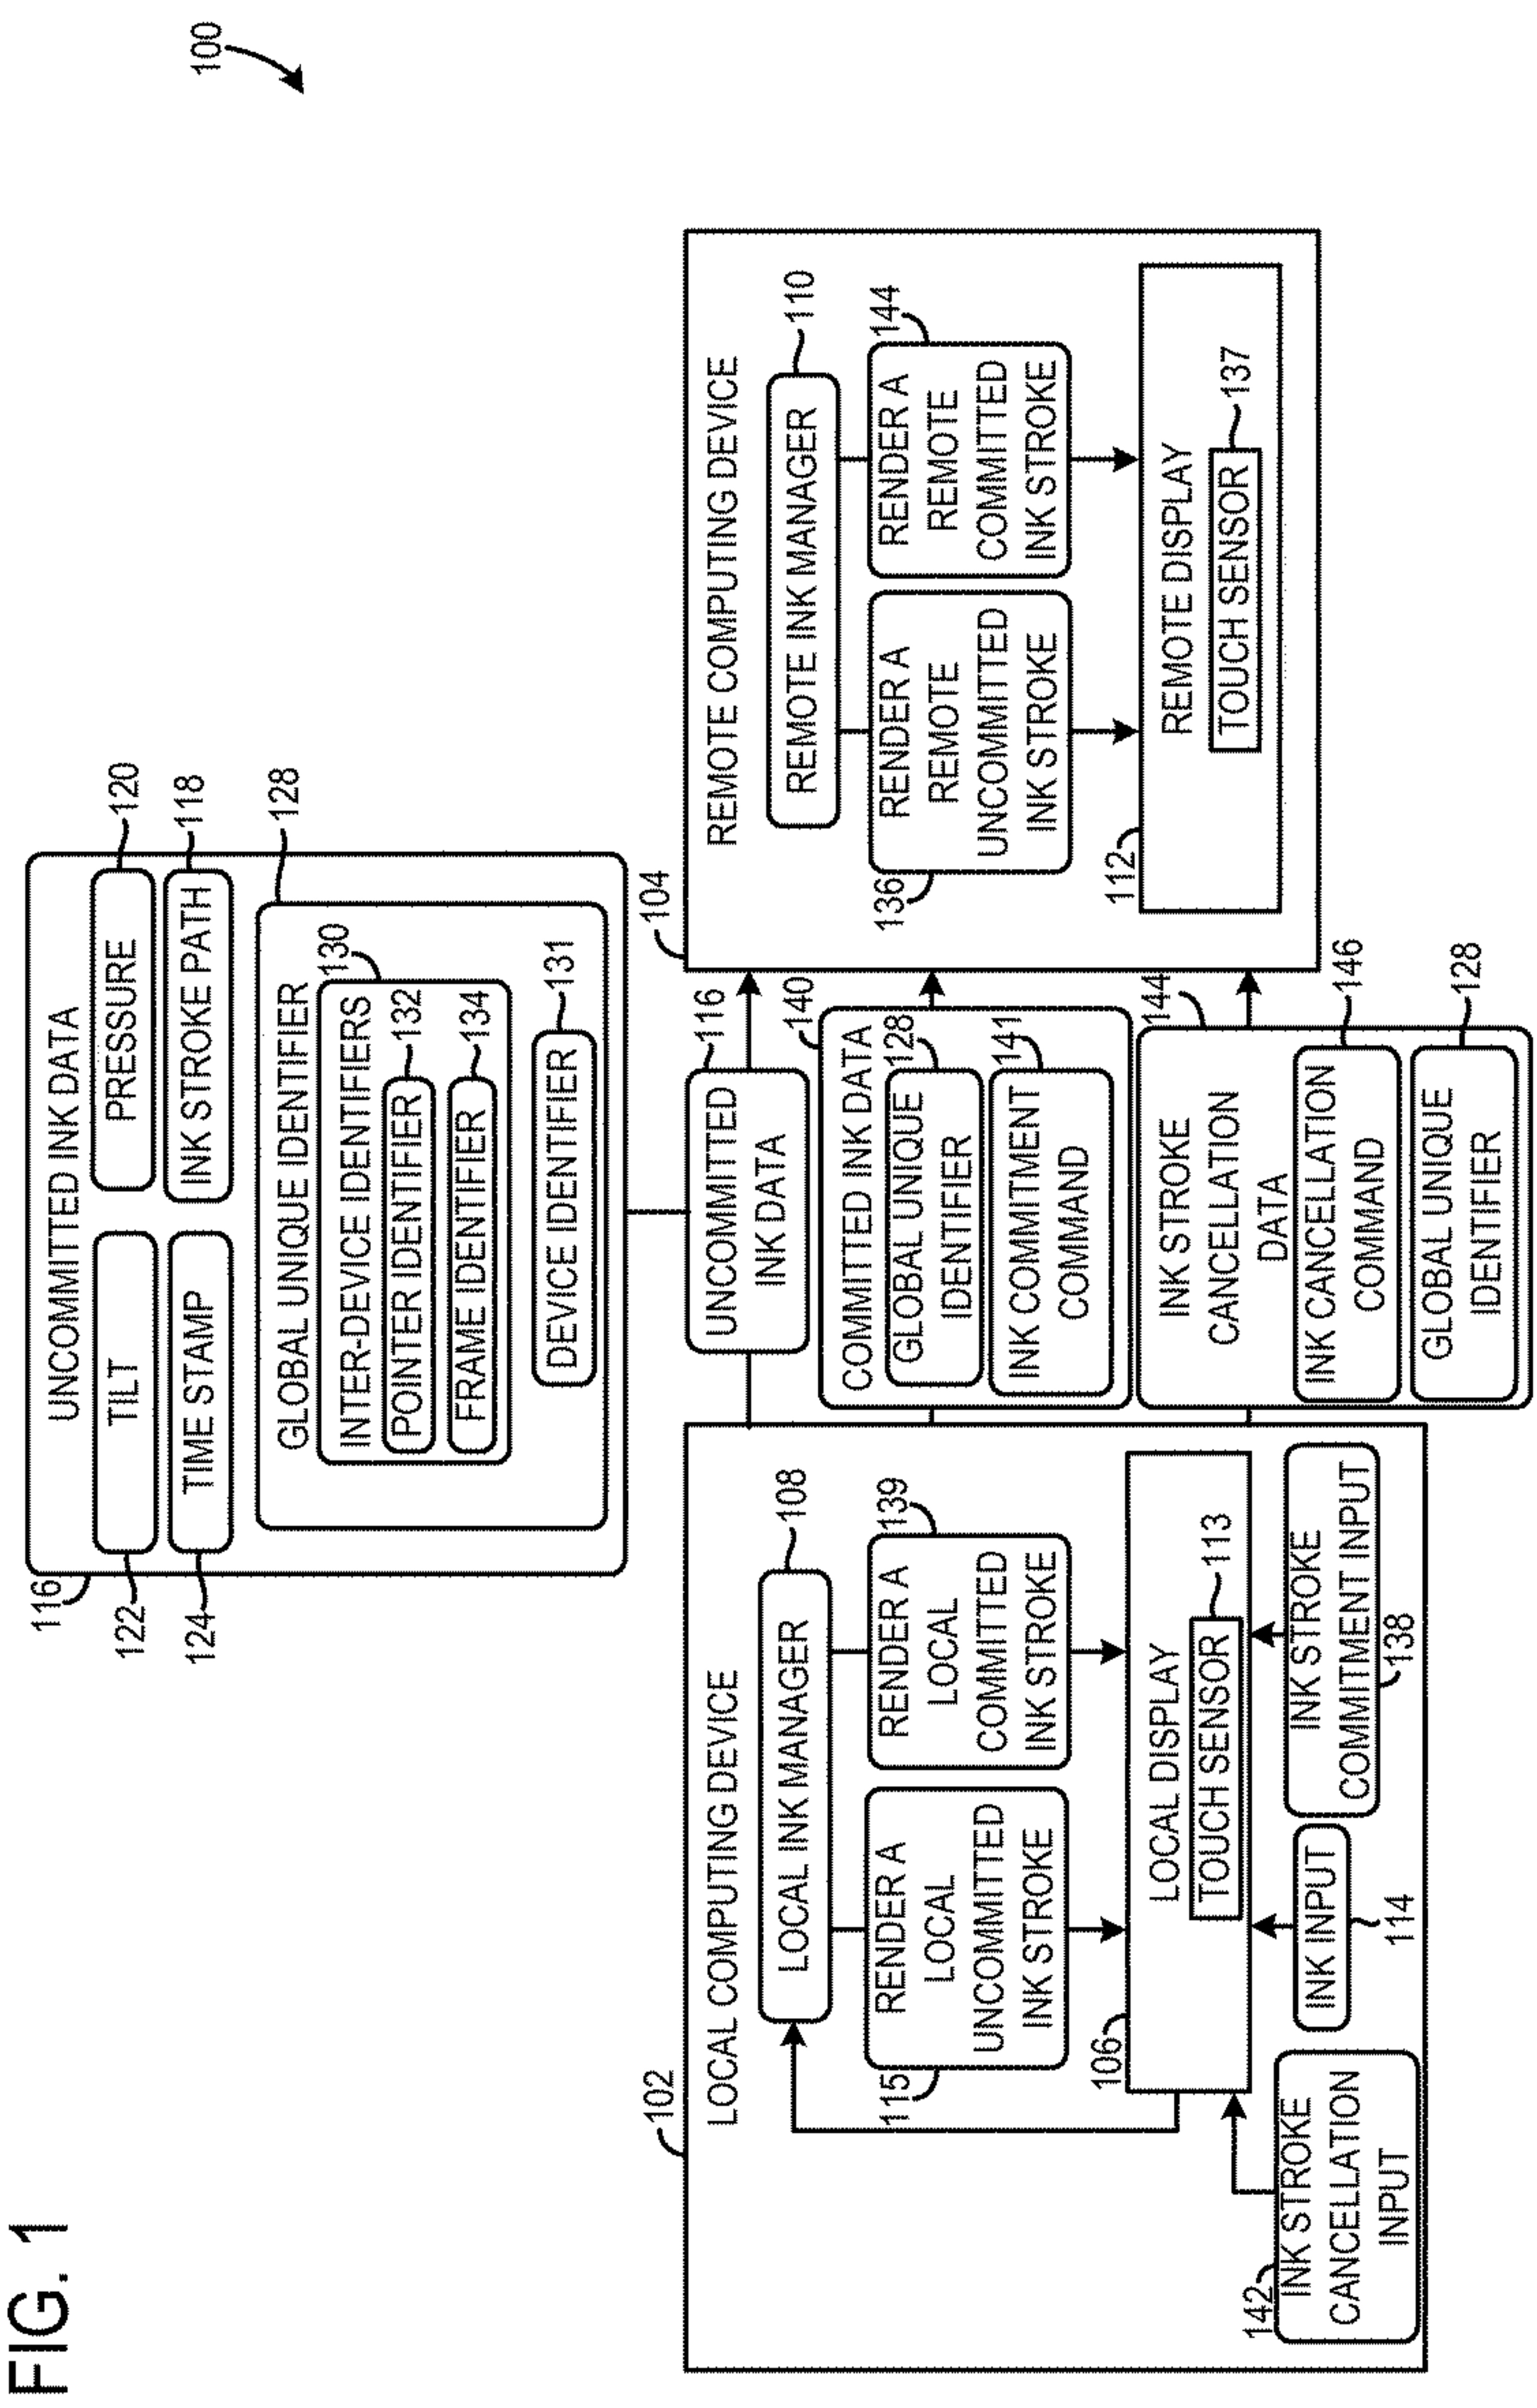 FIG. 1
100
116
UNCOMMITTED INK DATA
122
TILT
PRESSURE
120
124
TIME STAMP
INK STROKE PATH
118
GLOBAL UNIQUE IDENTIFIER
128
INTER-DEVICE IDENTIFIERS
130
POINTER IDENTIFIER
132
FRAME IDENTIFIER
134
DEVICE IDENTIFIER
131
102
LOCAL COMPUTING DEVICE
LOCAL INK MANAGER
108
115
RENDER A
LOCAL
UNCOMMITTED
INK STROKE
RENDER A
LOCAL
COMMITTED
INK STROKE
139
106
LOCAL DISPLAY
TOUCH SENSOR
113
142
INK STROKE
CANCELLATION
INPUT
INK INPUT
114
INK STROKE
COMMITMENT INPUT
138
UNCOMMITTED
INK DATA
116
COMMITTED INK DATA
140
GLOBAL UNIQUE
IDENTIFIER
128
INK COMMITMENT
COMMAND
141
INK STROKE
CANCELLATION
DATA
144
INK CANCELLATION
COMMAND
146
GLOBAL UNIQUE
IDENTIFIER
128
104
REMOTE COMPUTING DEVICE
REMOTE INK MANAGER
110
136
RENDER A
REMOTE
UNCOMMITTED
INK STROKE
RENDER A
REMOTE
COMMITTED
INK STROKE
144
112
REMOTE DISPLAY
TOUCH SENSOR
137